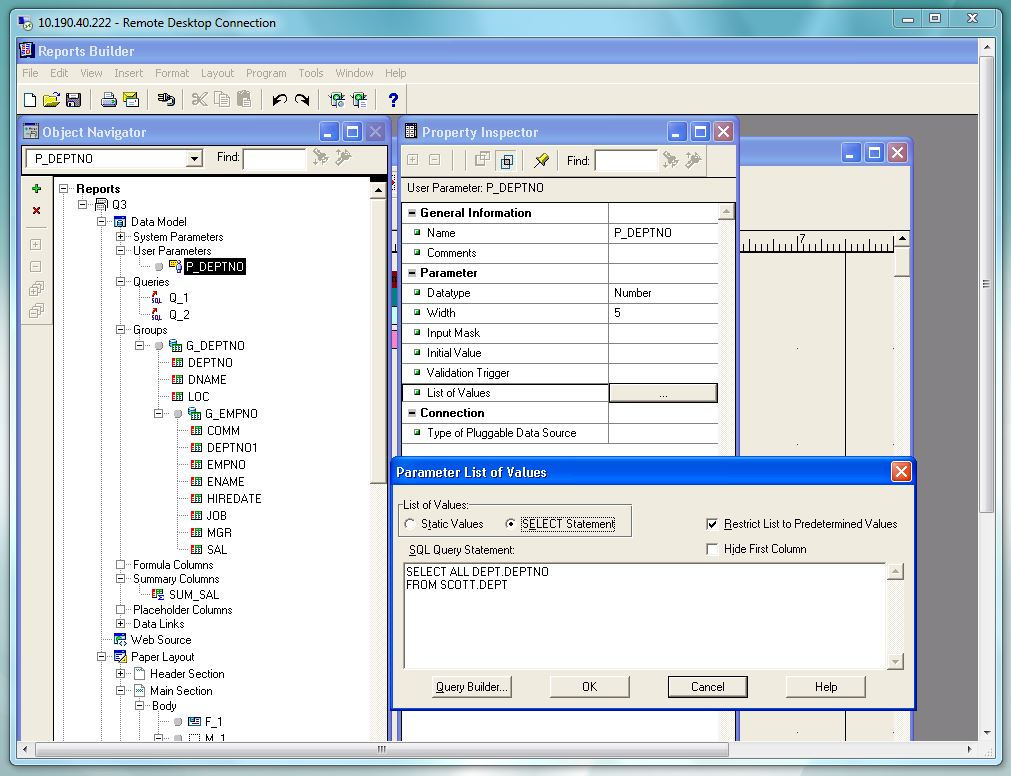 10.190.40.222 - Remote Desktop Connection
Reports Builder
File Edit View Insert Format Layout Program Tools Window Help
Object Navigator
P_DEPTNO
Find:
Reports
Q3
Data Model
System Parameters
User Parameters
P_DEPTNO
Queries
SQL Q_1
SQL Q_2
Groups
G_DEPTNO
DEPTNO
DNAME
LOC
G_EMPNO
COMM
DEPTNO1
EMPNO
ENAME
HIREDATE
JOB
MGR
SAL
Formula Columns
Summary Columns
SUM_SAL
Placeholder Columns
Data Links
Web Source
Paper Layout
Header Section
Main Section
Body
F_1
M_1
Property Inspector
Find:
User Parameter: P_DEPTNO
General Information
Name P_DEPTNO
Comments
Parameter
Datatype Number
Width 5
Input Mask
Initial Value
Validation Trigger
List of Values ...
Connection
Type of Pluggable Data Source
7
Parameter List of Values
List of Values:
Static Values SELECT Statement
Restrict List to Predetermined Values
Hide First Column
SQL Query Statement:
SELECT ALL DEPT.DEPTNO
FROM SCOTT.DEPT
Query Builder... OK Cancel Help